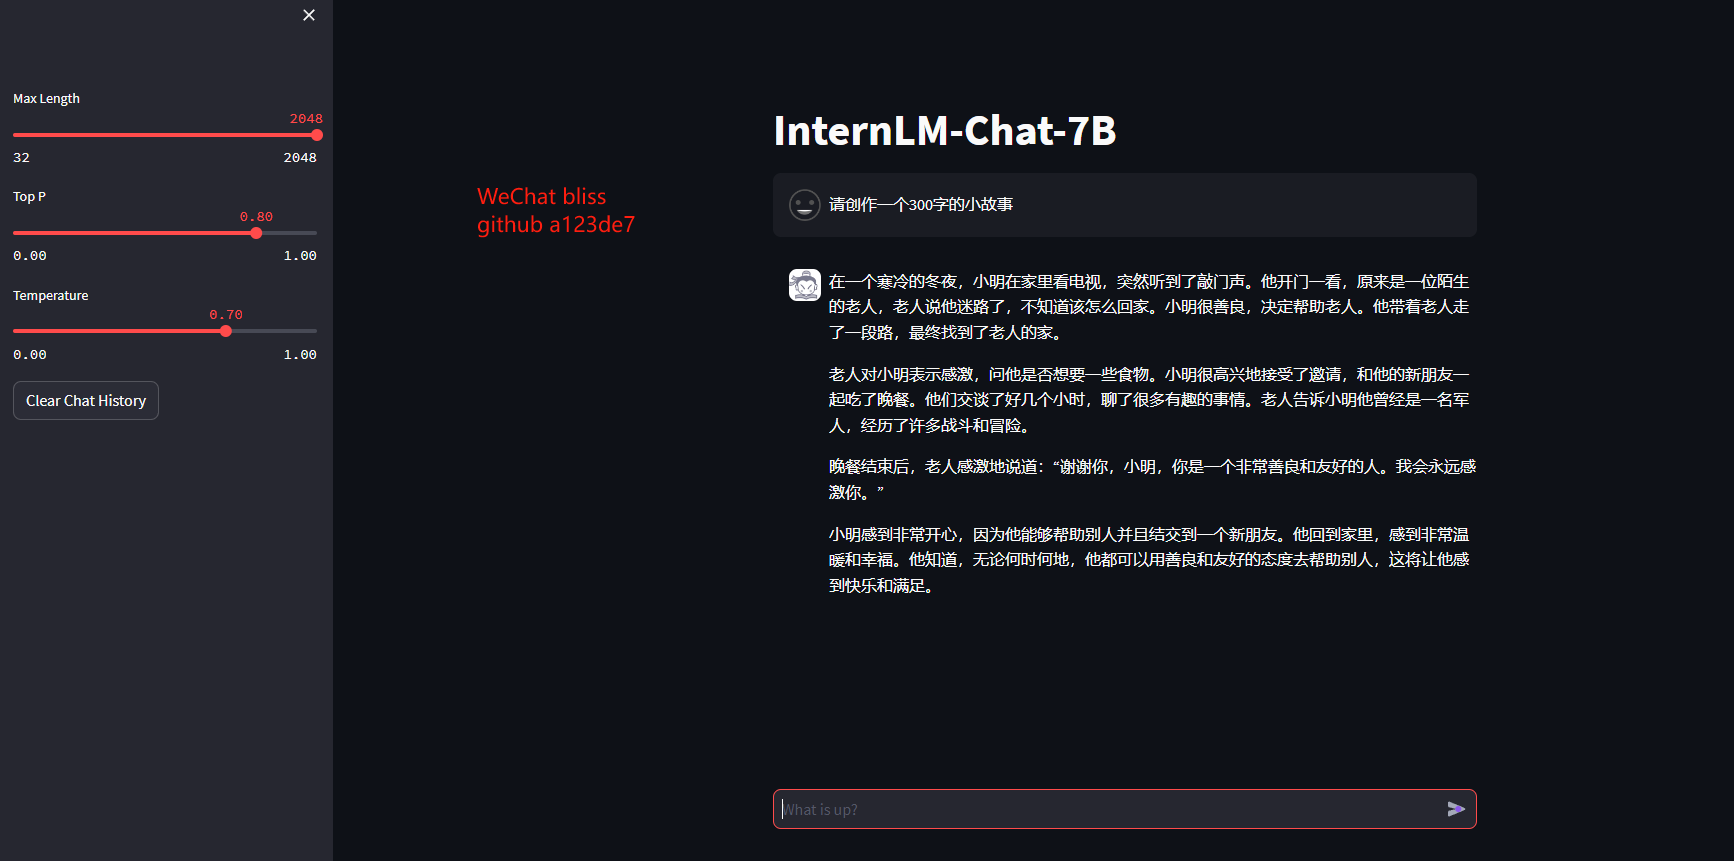 Max Length
2048
32 2048
Top P
0.80
0.00 1.00
Temperature
0.70
0.00 1.00
Clear Chat History
WeChat bliss
github a123de7
InternLM-Chat-7B
请创作一个300字的小故事
在一个寒冷的冬夜，小明在家里看电视，突然听到了敲门声。他开门一看，原来是一位陌生
的老人，老人说他迷路了，不知道该怎么回家。小明很善良，决定帮助老人。他带着老人走
了一段路，最终找到了老人的家。
老人对小明表示感激，问他是否想要一些食物。小明很高兴地接受了邀请，和他的新朋友一
起吃了晚餐。他们交谈了好几个小时，聊了很多有趣的事情。老人告诉小明他曾经是一名军
人，经历了许多战斗和冒险。
晚餐结束后，老人感激地说道：“谢谢你，小明，你是一个非常善良和友好的人。我会永远感
激你。”
小明感到非常开心，因为他能够帮助别人并且结交到一个新朋友。他回到家里，感到非常温
暖和幸福。他知道，无论何时何地，他都可以用善良和友好的态度去帮助别人，这将让他感
到快乐和满足。
What is up?